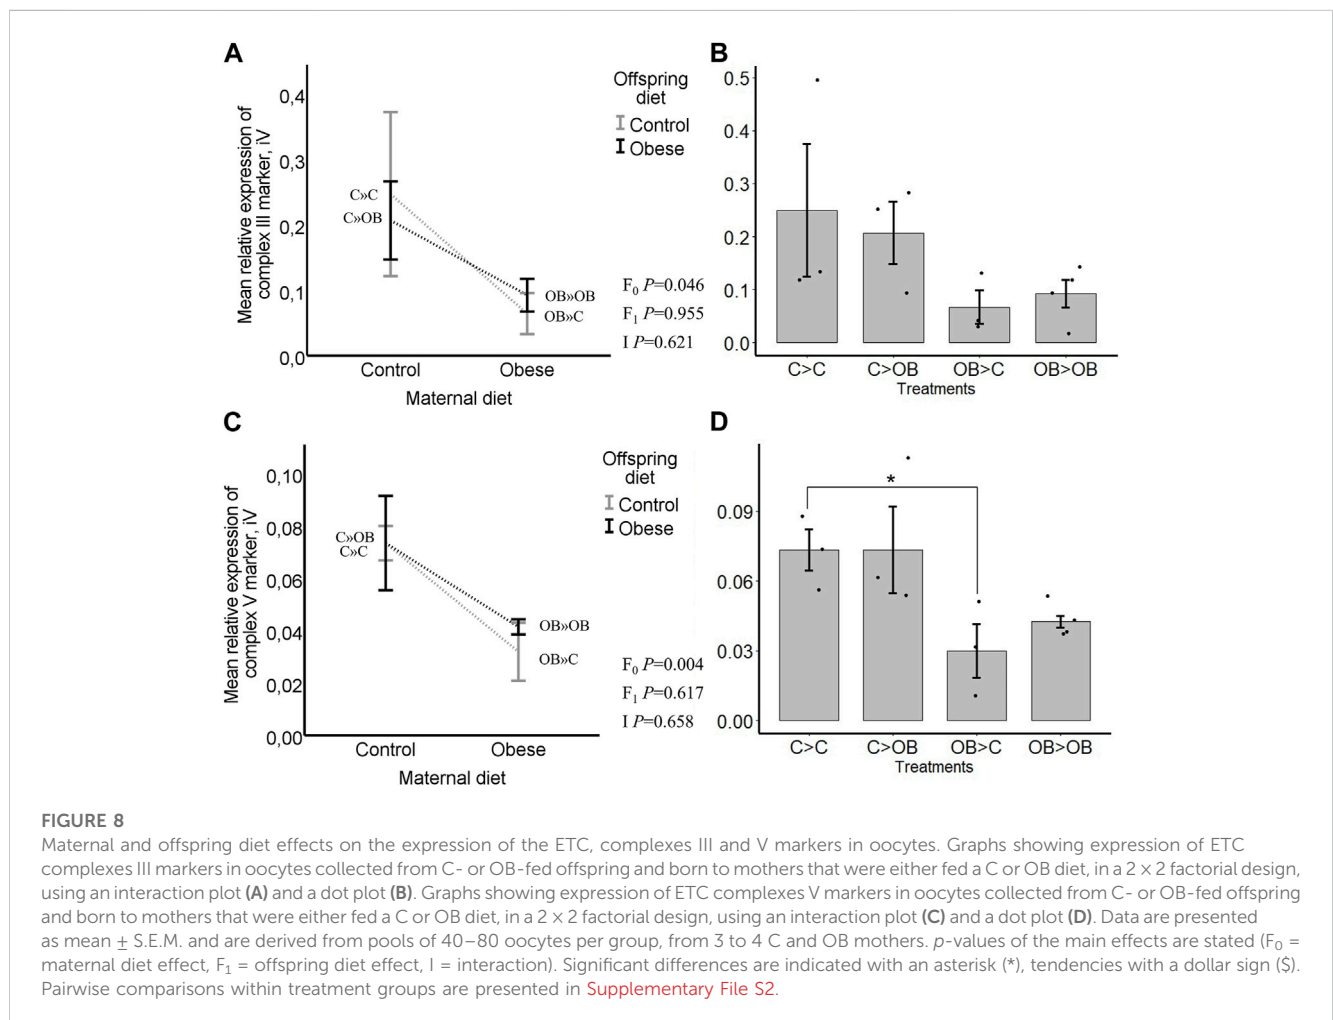 A
Mean relative expression of
complex III marker, iV
0,4
0,3
0,2
0,1
0,0
C»C
C»OB
OB»OB
OB»C
Control
Obese
Maternal diet
Offspring
diet
Control
Obese
F0 P=0.046
F1 P=0.955
I P=0.621
B
0.5
0.4
0.3
0.2
0.1
0.0
C>C
C>OB
OB>C
OB>OB
Treatments
C
Mean relative expression of
complex V marker, iV
0,10
0,08
0,06
0,04
0,02
0,00
C»OB
C»C
OB»OB
OB»C
Control
Obese
Maternal diet
Offspring
diet
Control
Obese
F0 P=0.004
F1 P=0.617
I P=0.658
D
*
0.09
0.06
0.03
0.00
C>C
C>OB
OB>C
OB>OB
Treatments
FIGURE 8
Maternal and offspring diet effects on the expression of the ETC, complexes III and V markers in oocytes. Graphs showing expression of ETC
complexes III markers in oocytes collected from C- or OB-fed offspring and born to mothers that were either fed a C or OB diet, in a 2 × 2 factorial design,
using an interaction plot (A) and a dot plot (B). Graphs showing expression of ETC complexes V markers in oocytes collected from C- or OB-fed offspring
and born to mothers that were either fed a C or OB diet, in a 2 × 2 factorial design, using an interaction plot (C) and a dot plot (D). Data are presented
as mean ± S.E.M. and are derived from pools of 40–80 oocytes per group, from 3 to 4 C and OB mothers. p-values of the main effects are stated (F0 =
maternal diet effect, F1 = offspring diet effect, I = interaction). Significant differences are indicated with an asterisk (*), tendencies with a dollar sign ($).
Pairwise comparisons within treatment groups are presented in Supplementary File S2.